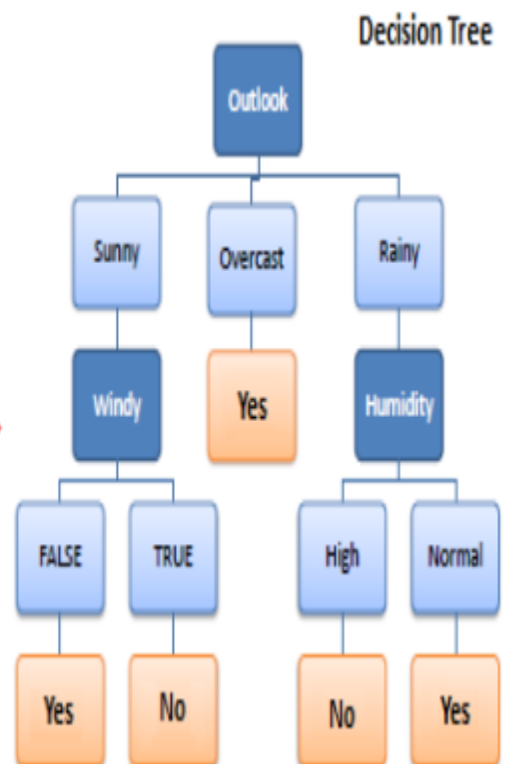 Decision Tree
Outlook
Sunny
Overcast
Rainy
Windy
Yes
Humidity
FALSE
TRUE
High
Normal
Yes
No
No
Yes